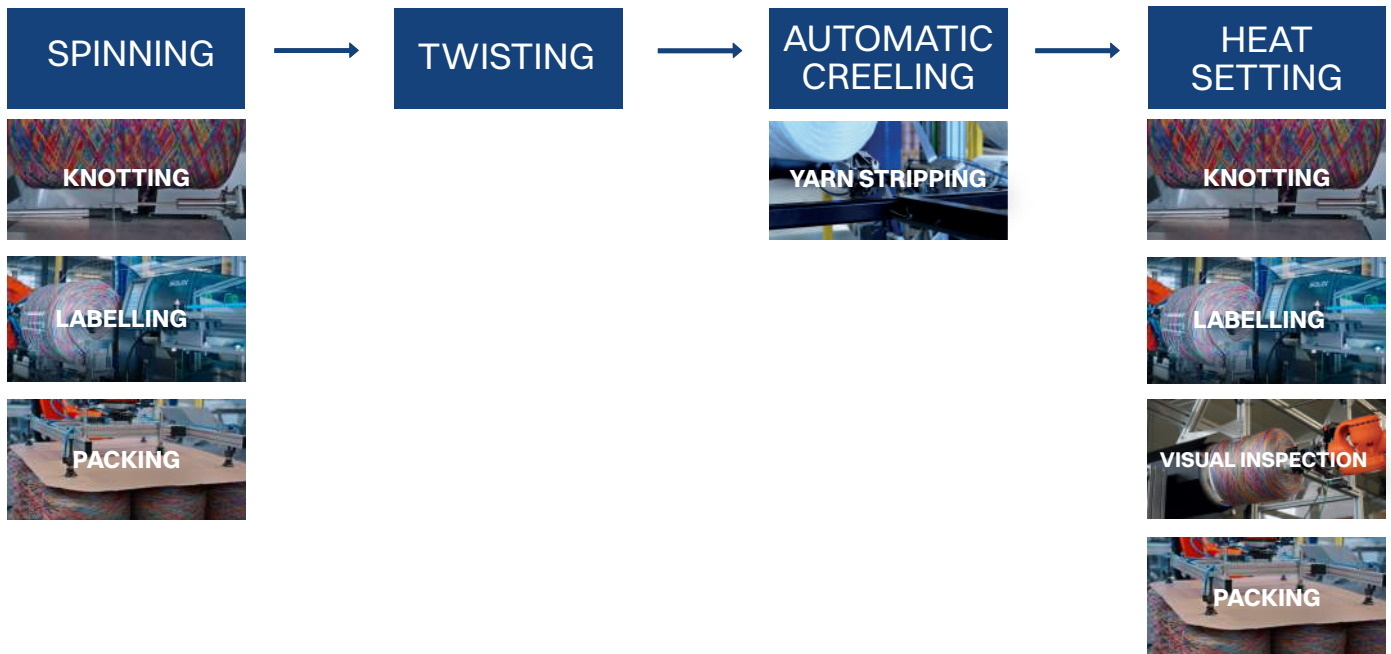 SPINNING
TWISTING
AUTOMATIC
CREELING
HEAT
SETTING
KNOTTING
LABELLING
PACKING
YARN STRIPPING
KNOTTING
LABELLING
VISUAL INSPECTION
PACKING